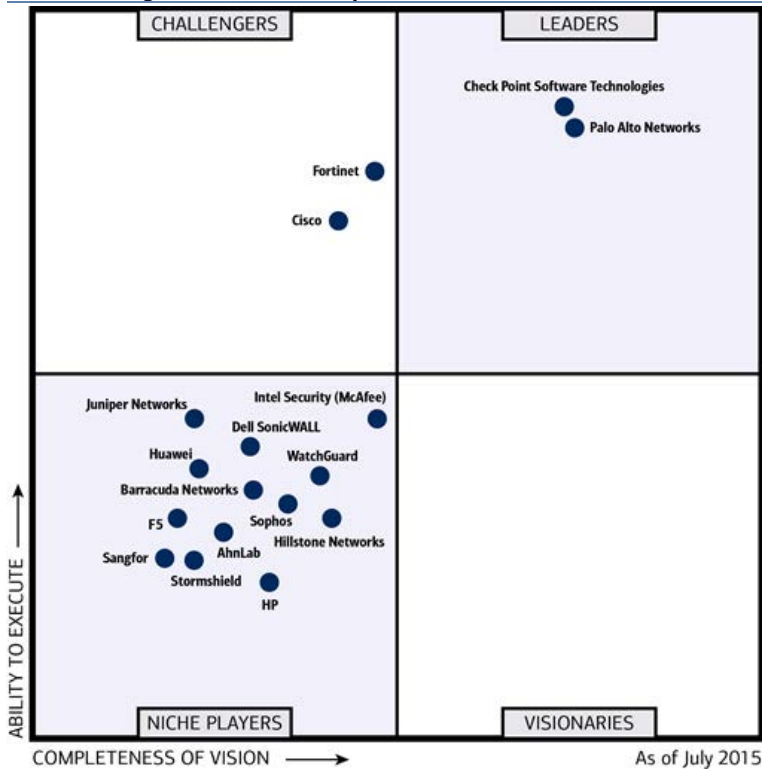 CHALLENGERS
LEADERS
Check Point Software Technologies
Palo Alto Networks
Fortinet
Cisco
Juniper Networks
Intel Security (McAfee)
Dell SonicWALL
Huawei
WatchGuard
Barracuda Networks
F5
Sophos
Hillstone Networks
AhnLab
Sangfor
Stormshield
HP
NICHE PLAYERS
VISIONARIES
ABILITY TO EXECUTE
COMPLETENESS OF VISION
As of July 2015